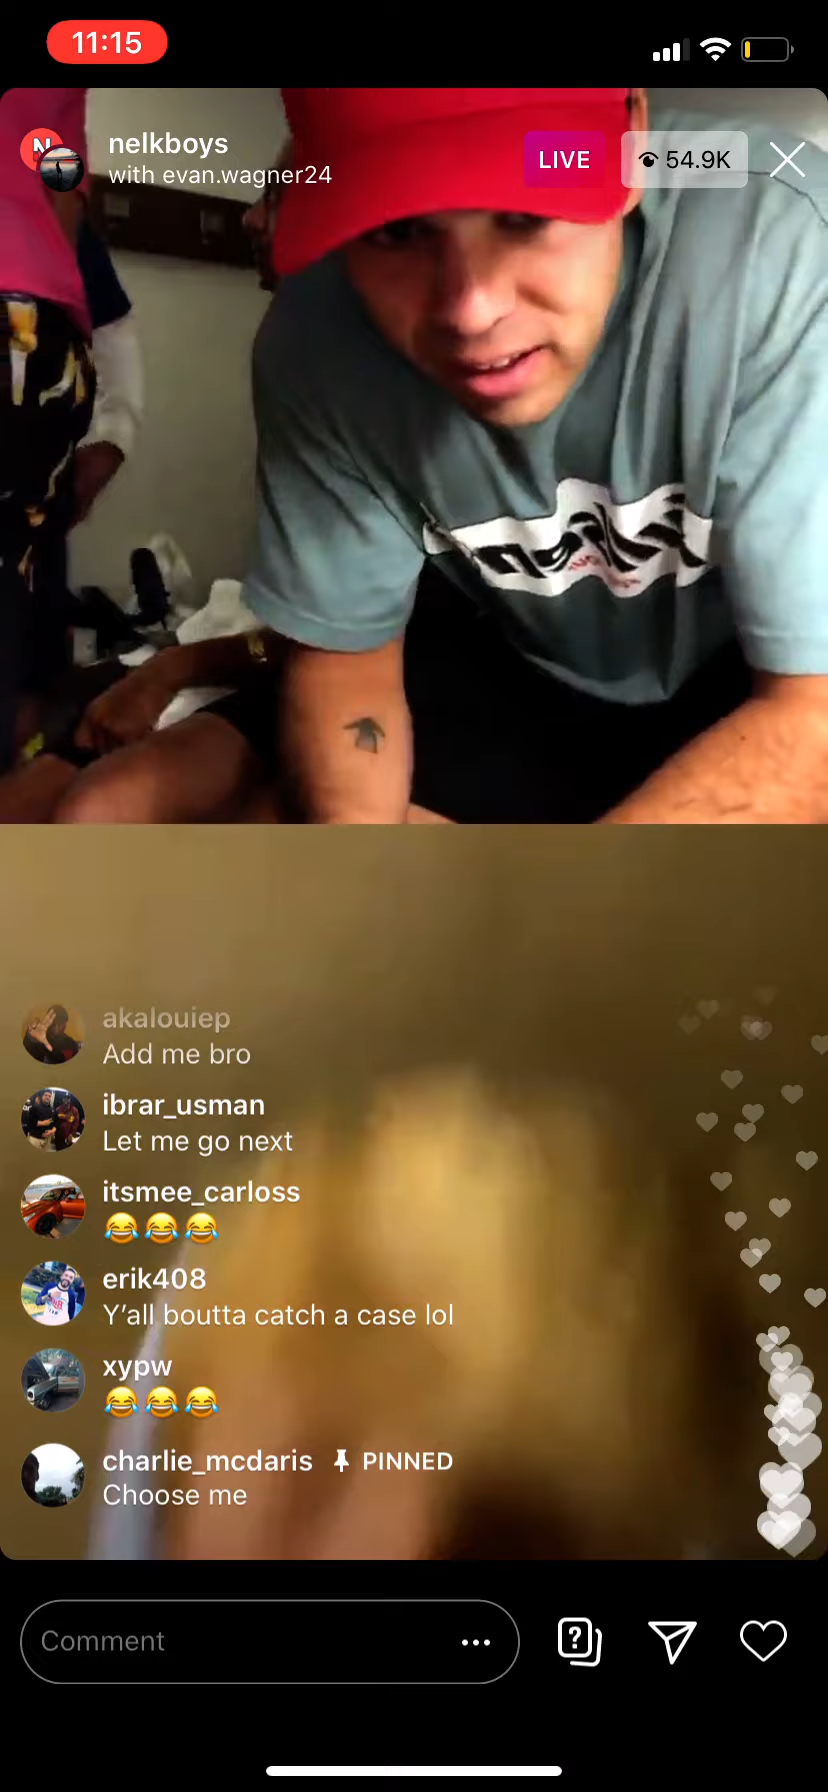 11:15
N
nelkboys
with evan.wagner24
LIVE
54.9K
akalouiep
Add me bro
ibrar_usman
Let me go next
itsmee_carloss
😂😂😂
erik408
Y'all boutta catch a case lol
xypw
😂😂😂
charlie_mcdaris PINNED
Choose me
Comment